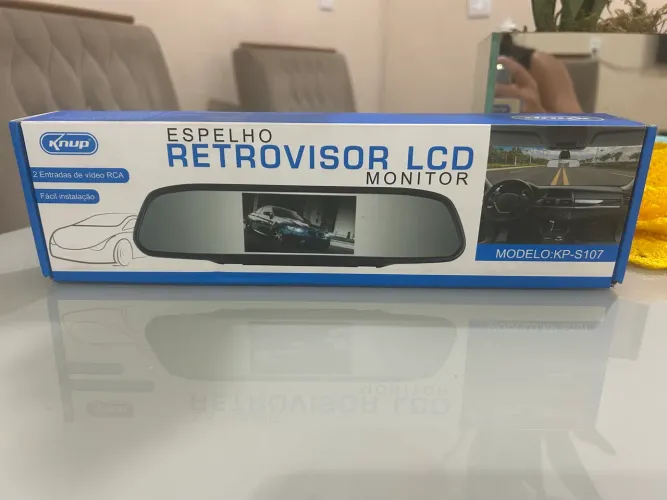 Knup
ESPELHO
RETROVISOR LCD
MONITOR
2 Entradas de vídeo RCA
Fácil instalação
MODELO:KP-S107